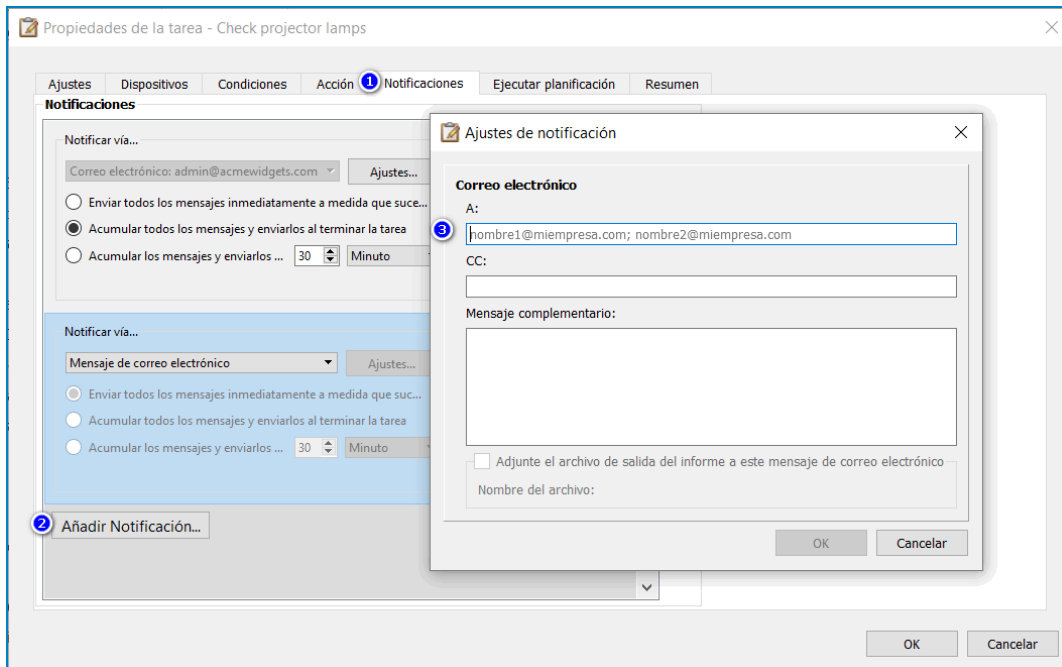 Propiedades de la tarea - Check projector lamps
Ajustes Dispositivos Condiciones Acción 1 Notificaciones Ejecutar planificación Resumen
Notificaciones
Notificar vía...
Correo electrónico: admin@acmewidgets.com Ajustes...
Enviar todos los mensajes inmediatamente a medida que suce...
Acumular todos los mensajes y enviarlos al terminar la tarea
Acumular los mensajes y enviarlos ... 30 Minuto
Notificar vía...
Mensaje de correo electrónico Ajustes...
Enviar todos los mensajes inmediatamente a medida que suc...
Acumular todos los mensajes y enviarlos al terminar la tarea
Acumular los mensajes y enviarlos ... 30 Minuto
2 Añadir Notificación...
Ajustes de notificación
Correo electrónico
A:
3 nombre1@miempresa.com; nombre2@miempresa.com
CC:
Mensaje complementario:
Adjunte el archivo de salida del informe a este mensaje de correo electrónico
Nombre del archivo:
OK Cancelar
OK Cancelar